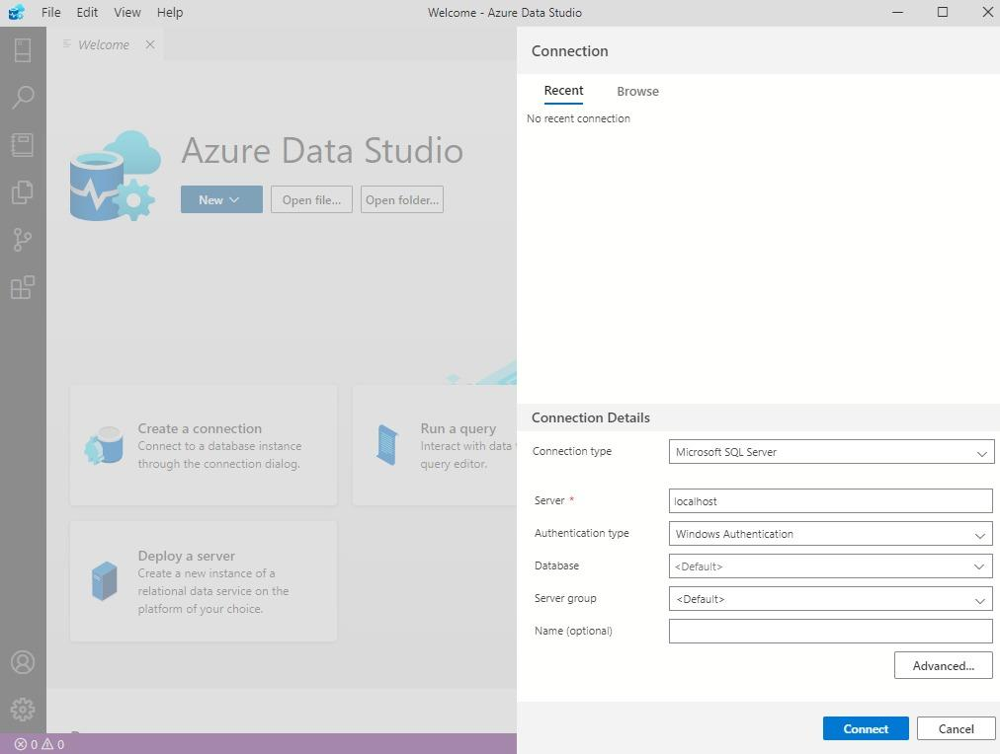 File Edit View Help
Welcome - Azure Data Studio
Welcome
Azure Data Studio
New
Open file...
Open folder...
Create a connection
Connect to a database instance
through the connection dialog.
Run a query
Interact with data
query editor.
Deploy a server
Create a new instance of a
relational data service on the
platform of your choice.
0 0
Connection
Recent Browse
No recent connection
Connection Details
Connection type Microsoft SQL Server
Server * localhost
Authentication type Windows Authentication
Database <Default>
Server group <Default>
Name (optional)
Advanced...
Connect Cancel